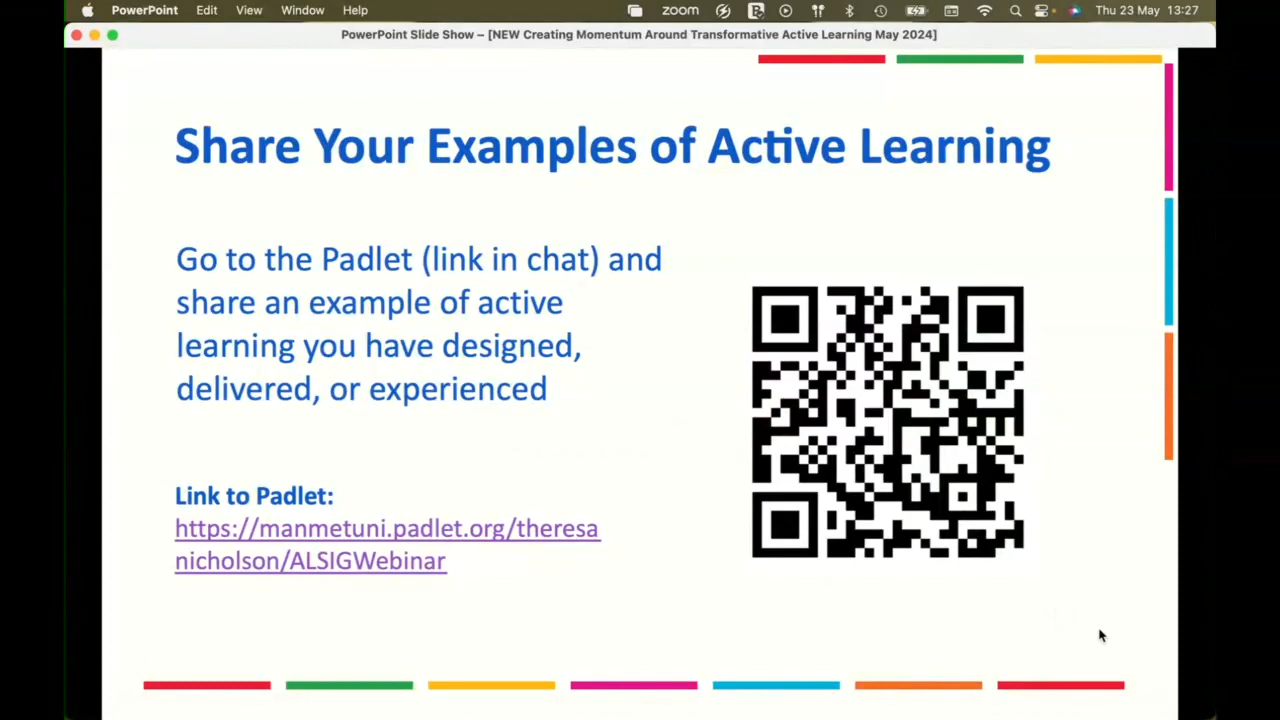 PowerPoint Edit View Window Help zoom Thu 23 May 13:27
PowerPoint Slide Show – [NEW Creating Momentum Around Transformative Active Learning May 2024]
Share Your Examples of Active Learning
Go to the Padlet (link in chat) and
share an example of active
learning you have designed,
delivered, or experienced
Link to Padlet:
https://manmetuni.padlet.org/theresa
nicholson/ALSIGWebinar